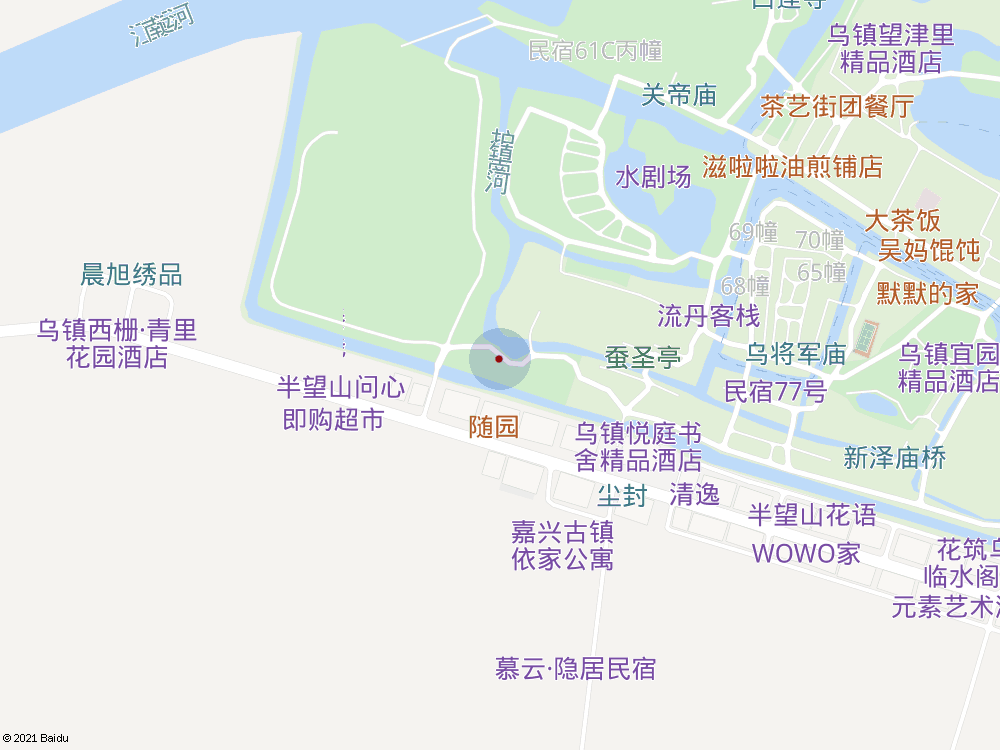 江南运河
白莲寺
乌镇望津里
精品酒店
民宿61C丙幢
关帝庙
茶艺街团餐厅
滋啦啦油煎铺店
水剧场
大茶饭
吴妈馄饨
69幢
70幢
65幢
68幢
默默的家
晨旭绣品
流丹客栈
乌镇西栅·青里
花园酒店
蚕圣亭
乌将军庙
乌镇宜园
精品酒店
民宿77号
半望山问心
即购超市
随园
乌镇悦庭书
舍精品酒店
新泽庙桥
尘封
清逸
半望山花语
嘉兴古镇
依家公寓
WOWO家
花筑乌
临水阁
元素艺术
慕云·隐居民宿
© 2021 Baidu